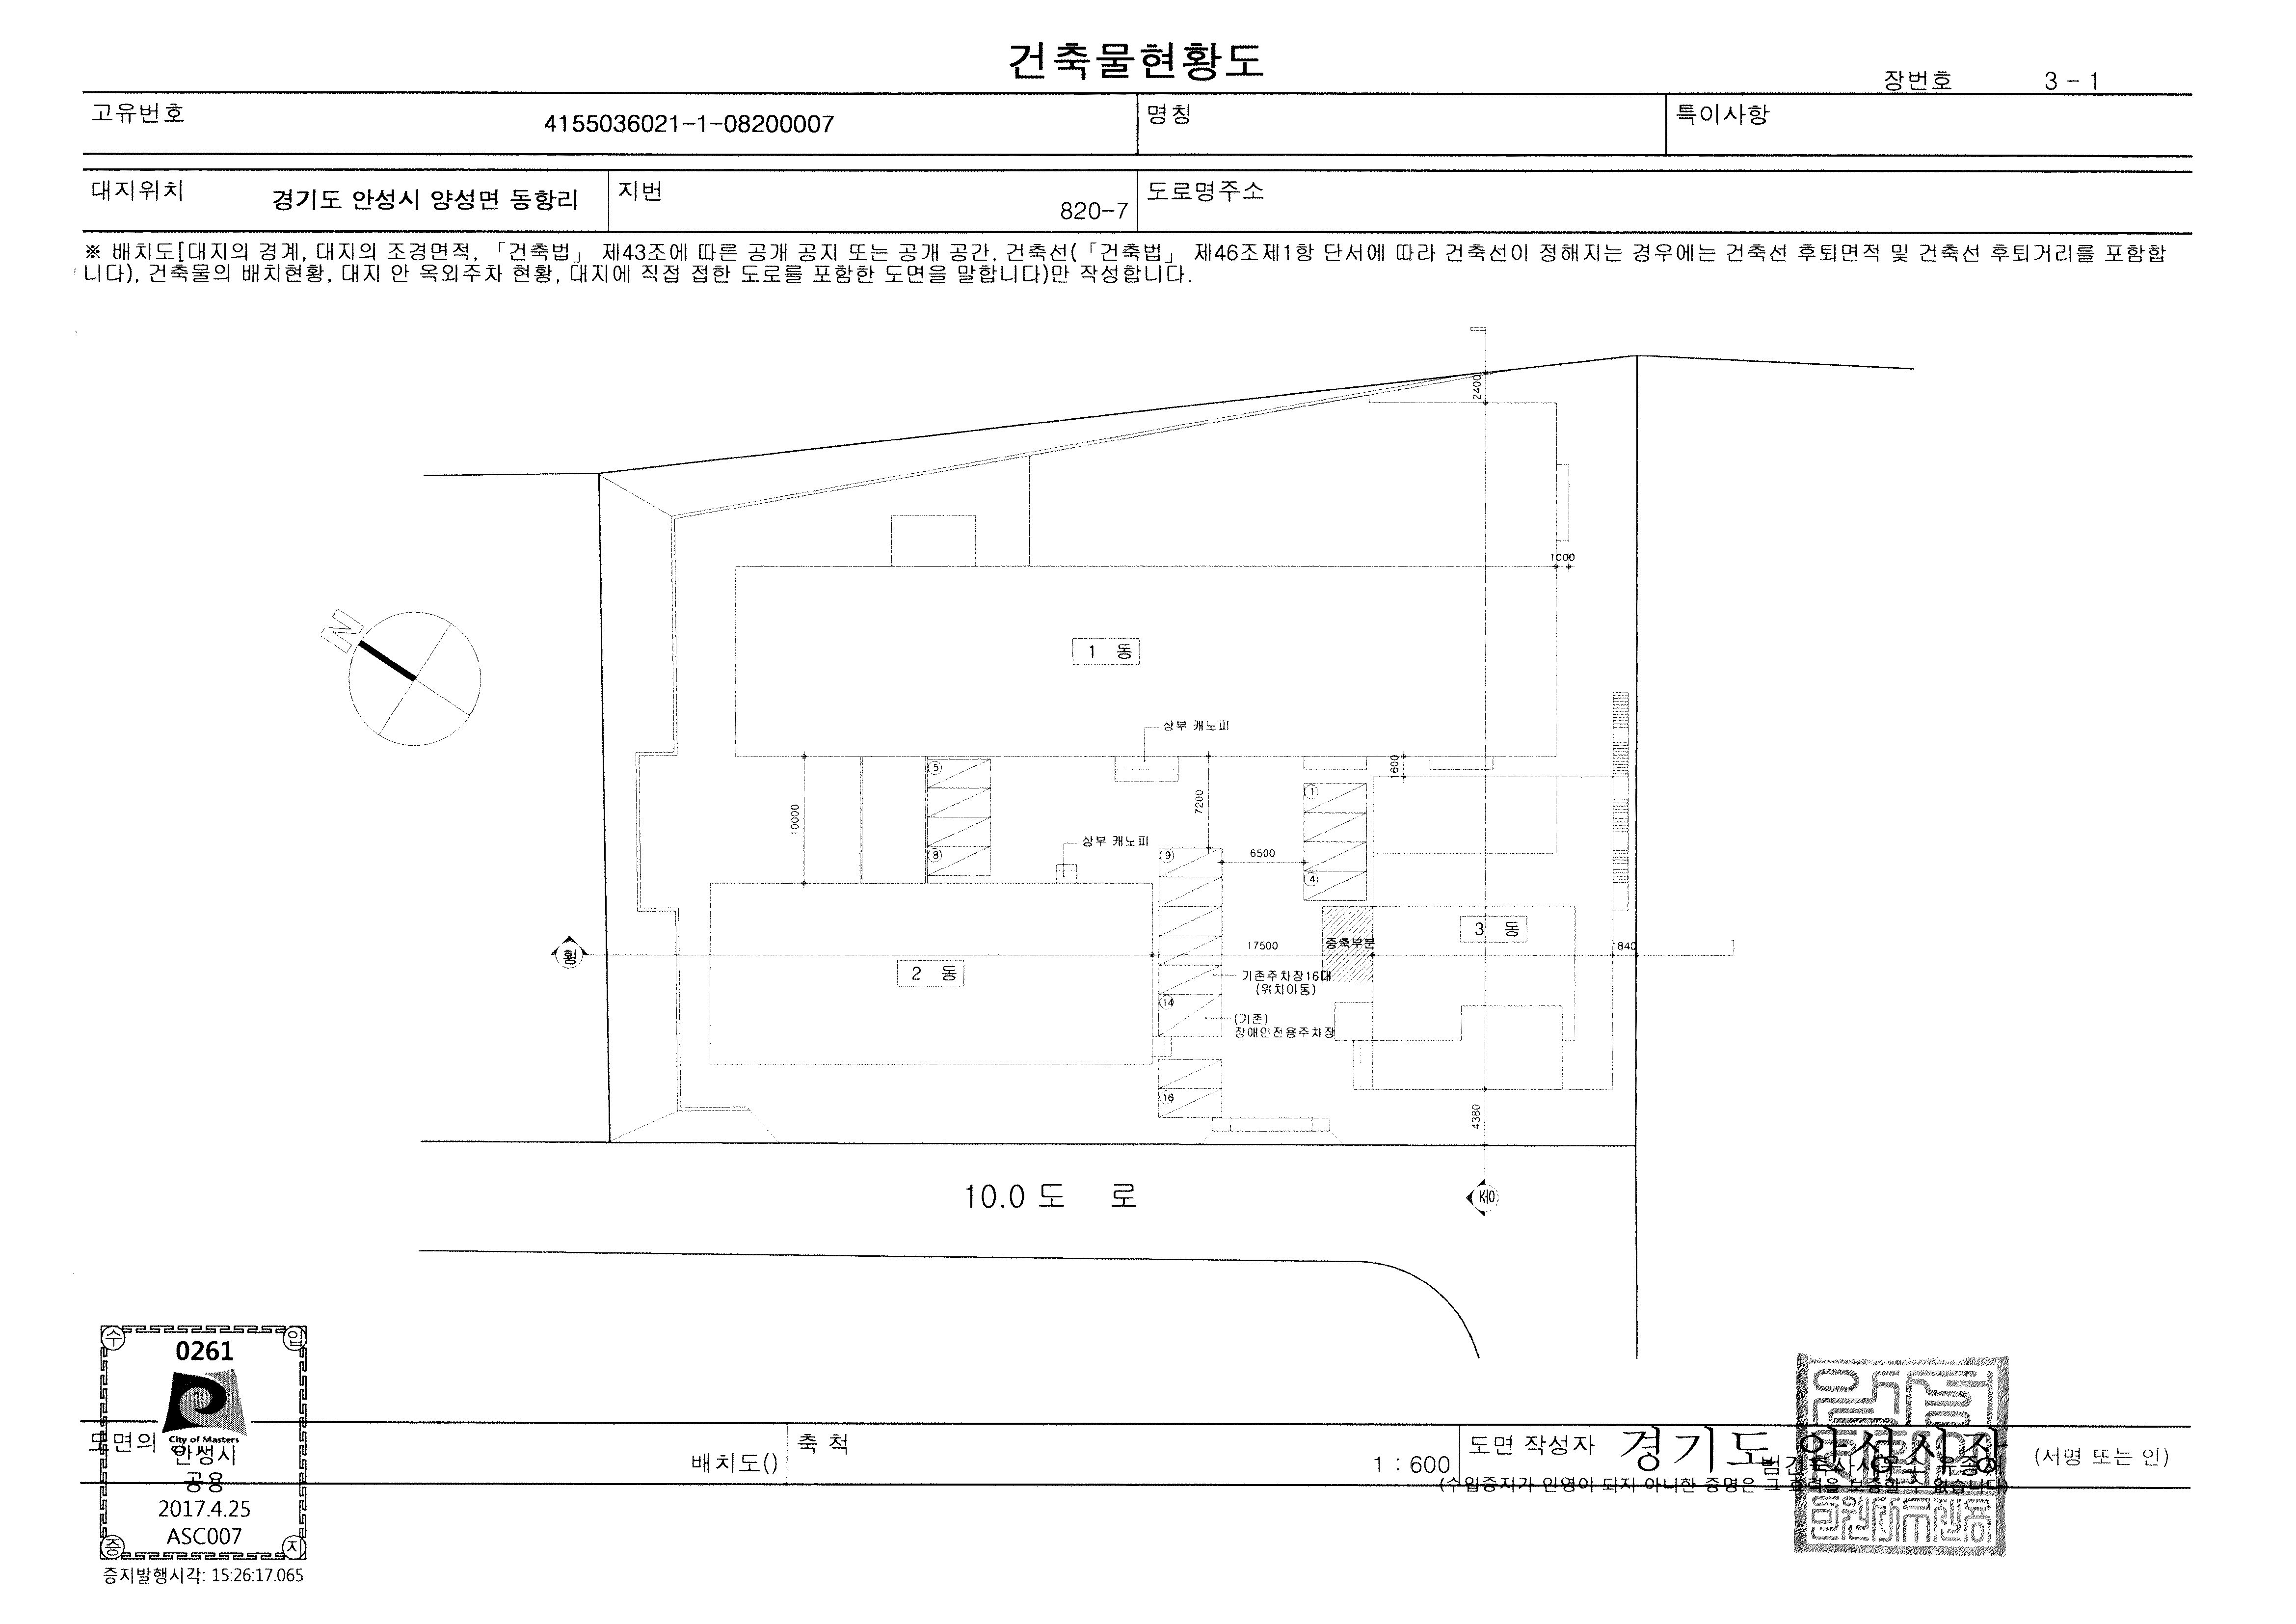 건축물현황도
장번호 3 - 1
고유번호 4155036021-1-08200007 명칭 특이사항
대지위치 경기도 안성시 양성면 동항리 지번 820-7 도로명주소
※ 배치도[대지의 경계, 대지의 조경면적, 「건축법」 제43조에 따른 공개 공지 또는 공개 공간, 건축선(「건축법」 제46조제1항 단서에 따라 건축선이 정해지는 경우에는 건축선 후퇴면적 및 건축선 후퇴거리를 포함합
니다), 건축물의 배치현황, 대지 안 옥외주차 현황, 대지에 직접 접한 도로를 포함한 도면을 말합니다)만 작성합니다.
2400
N
1000
1 동
상부 캐노피
1600
5
1
10000
7200
상부 캐노피
8
9
6500
4
3 동
횡
17500
증축부분
840
2 동
기존주차장16대
(위치이동)
14
(기존)
장애인전용주차장
16
4380
10.0 도 로
종
수 입
0261
City of Masters
안성시
공용
2017.4.25
ASC007
증 지
증지발행시각: 15:26:17.065
도면의
배치도()
축 척
1 : 600
도면 작성자
경기도 안성시장
(서명 또는 인)
(수입증지가 인영이 되지 아니한 증명은 그 효력을 보증할 수 없습니다)